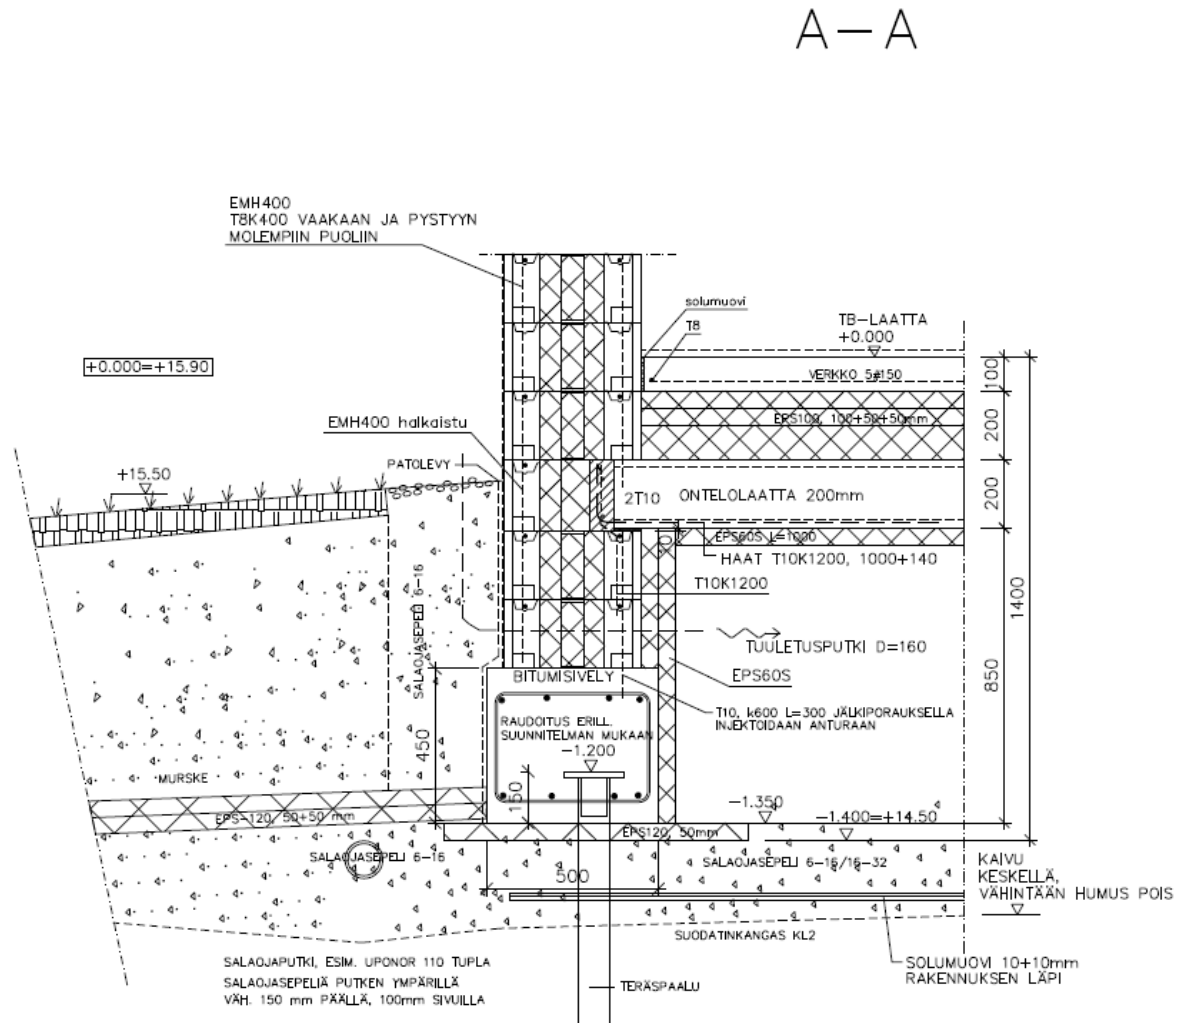 A–A
EMH400
T8K400 VAAKAAN JA PYSTYYN
MOLEMPIIN PUOLIIN
solumuovi
T8
TB–LAATTA
+0.000
+0.000=+15.90
VERKKO 5#150
100
EPS100, 100+50+50mm
200
EMH400 halkaistu
PATOLEVY
+15.50
2T10
ONTELOLAATTA 200mm
200
EPS60S L=1000
HAAT T10K1200, 1000+140
T10K1200
1400
SALAOJASEPELI 6–16
TUULETUSPUTKI D=160
EPS60S
850
BITUMISIVELY
T10, k600 L=300 JÄLKIPORAUKSELLA
INJEKTOIDAAN ANTURAAN
RAUDOITUS ERILL.
SUUNNITELMAN MUKAAN
–1.200
450
150
MURSKE
–1.350
–1.400=+14.50
EPS–120, 50+50 mm
EPS120, 50mm
SALAOJASEPELI 6–16
SALAOJASEPELI 6–16/16–32
500
KAIVU
KESKELLÄ,
VÄHINTÄÄN HUMUS POIS
SUODATINKANGAS KL2
SALAOJAPUTKI, ESIM. UPONOR 110 TUPLA
SALAOJASEPELIÄ PUTKEN YMPÄRILLÄ
VÄH. 150 mm PÄÄLLÄ, 100mm SIVUILLA
TERÄSPAALU
SOLUMUOVI 10+10mm
RAKENNUKSEN LÄPI